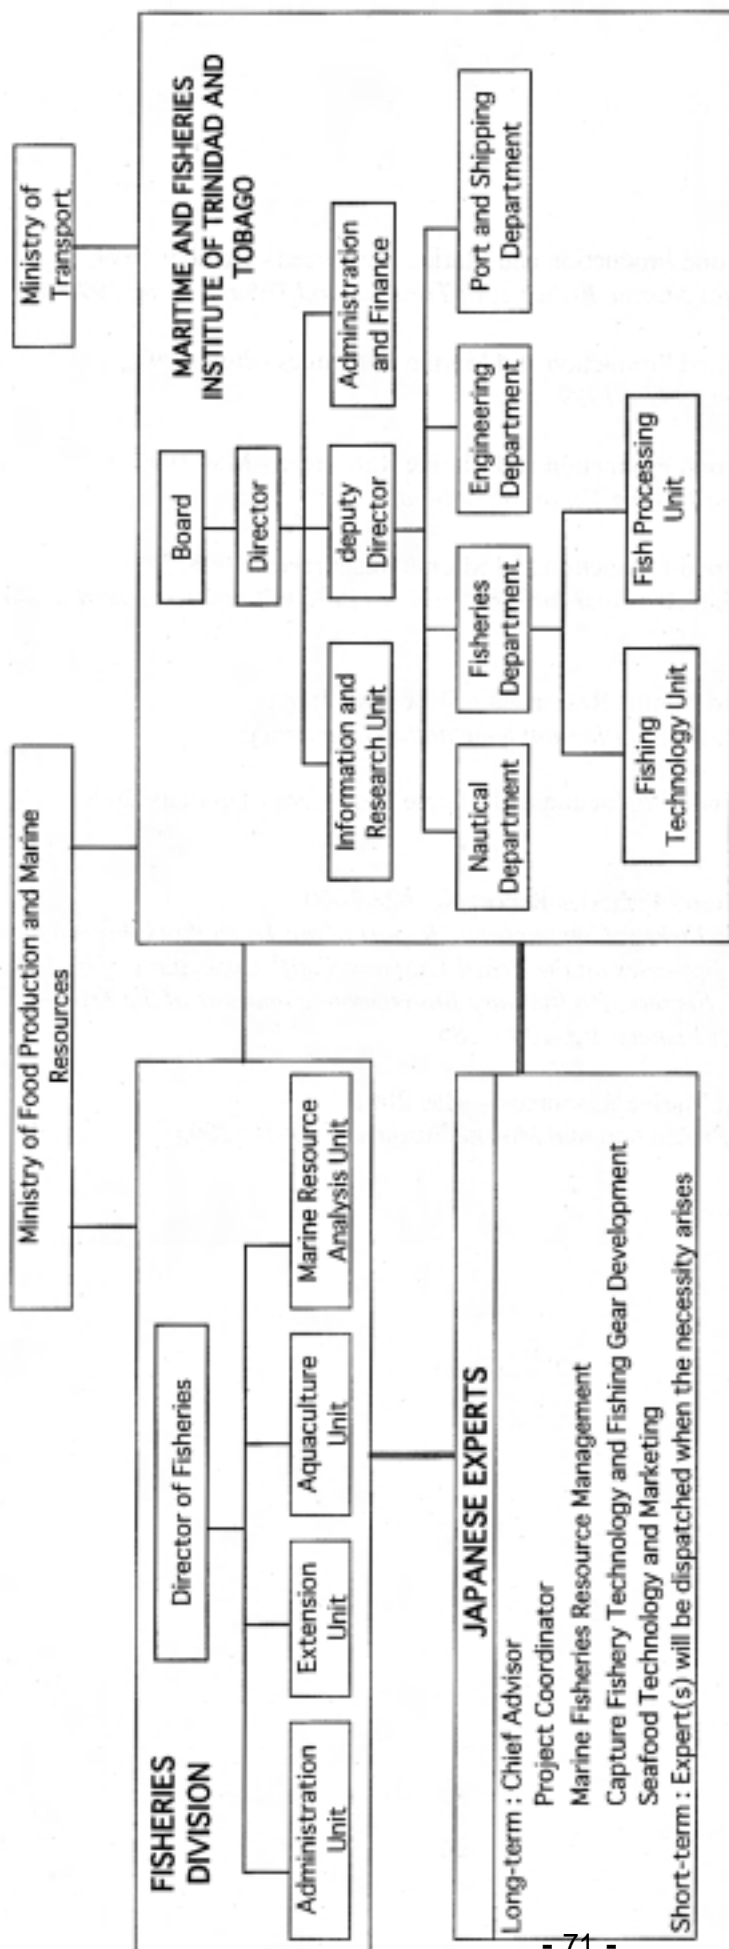 Ministry of Food Production and Marine
Resources
Ministry of
Transport
FISHERIES
DIVISION
Director of Fisheries
Administration
Unit
Extension
Unit
Aquaculture
Unit
Marine Resource
Analysis Unit
MARITIME AND FISHERIES
INSTITUTE OF TRINIDAD AND
TOBAGO
Board
Director
Information and
Research Unit
deputy
Director
Administration
and Finance
Nautical
Department
Fisheries
Department
Engineering
Department
Port and Shipping
Department
Fishing
Technology Unit
Fish Processing
Unit
JAPANESE EXPERTS
Long-term : Chief Advisor
Project Coordinator
Marine Fisheries Resource Management
Capture Fishery Technology and Fishing Gear Development
Seafood Technology and Marketing
Short-term : Expert(s) will be dispatched when the necessity arises
- 71 -